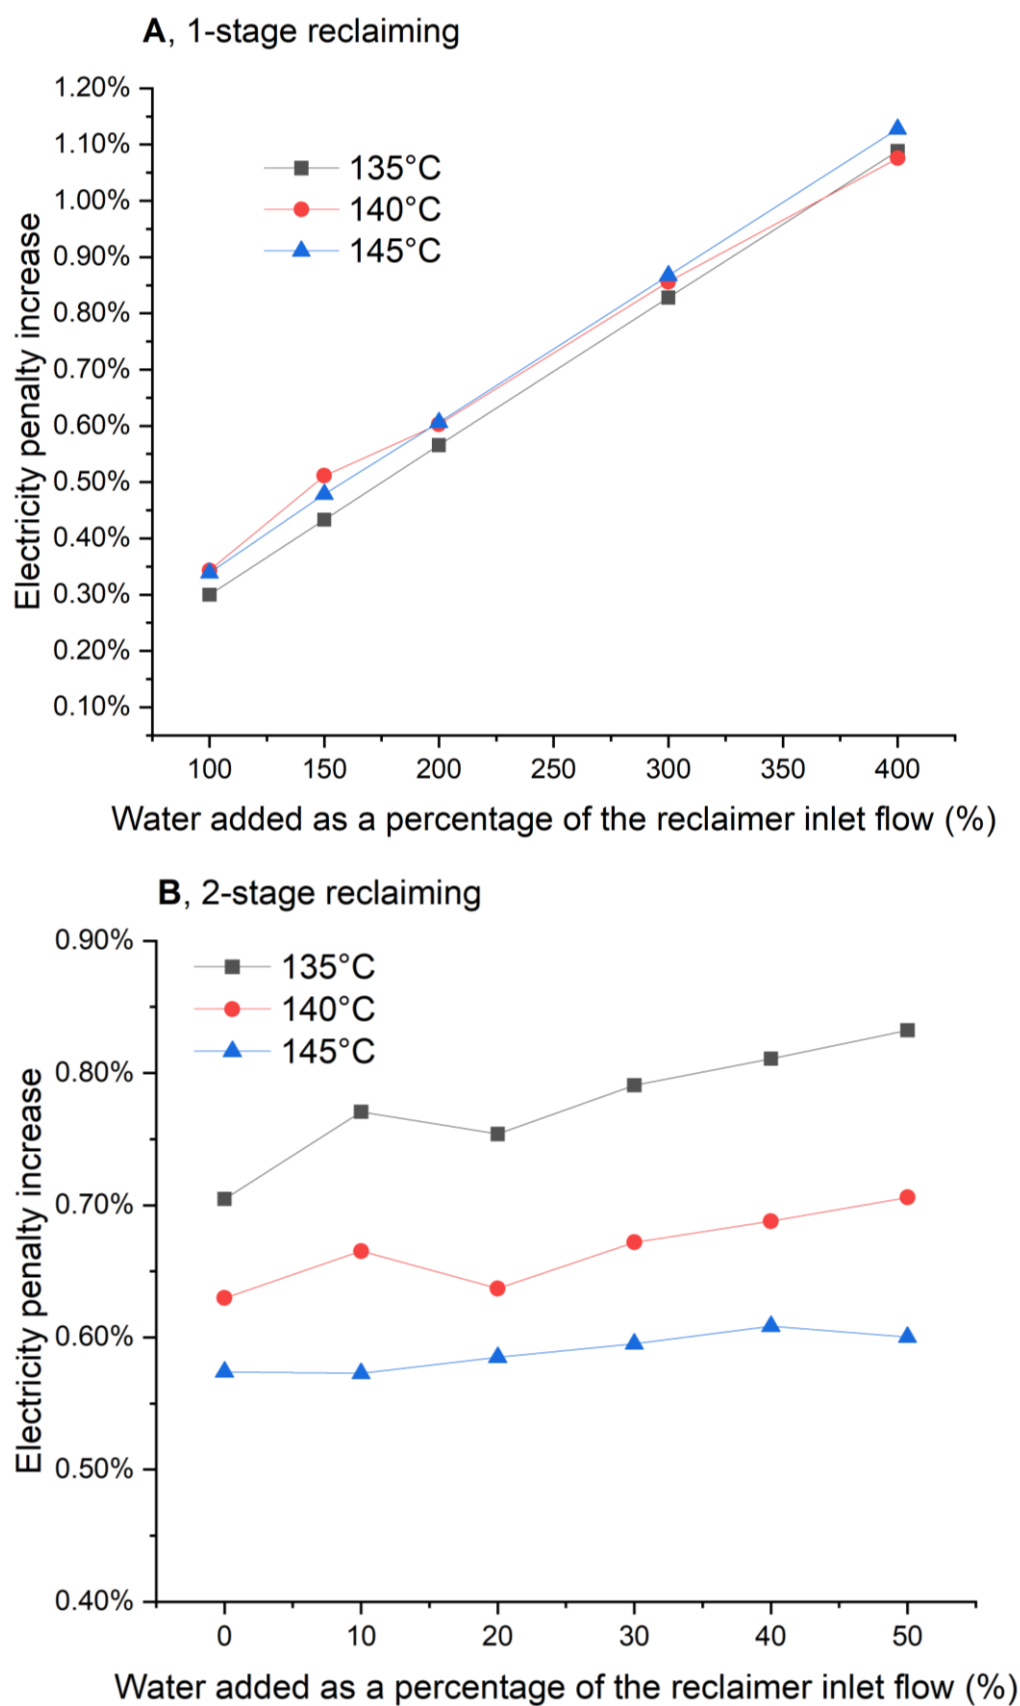 A, 1-stage reclaiming
1.20%
1.10%
1.00%
0.90%
0.80%
0.70%
0.60%
0.50%
0.40%
0.30%
0.20%
0.10%
Electricity penalty increase
135°C
140°C
145°C
100 150 200 250 300 350 400
Water added as a percentage of the reclaimer inlet flow (%)
B, 2-stage reclaiming
0.90%
0.80%
0.70%
0.60%
0.50%
0.40%
Electricity penalty increase
135°C
140°C
145°C
0 10 20 30 40 50
Water added as a percentage of the reclaimer inlet flow (%)